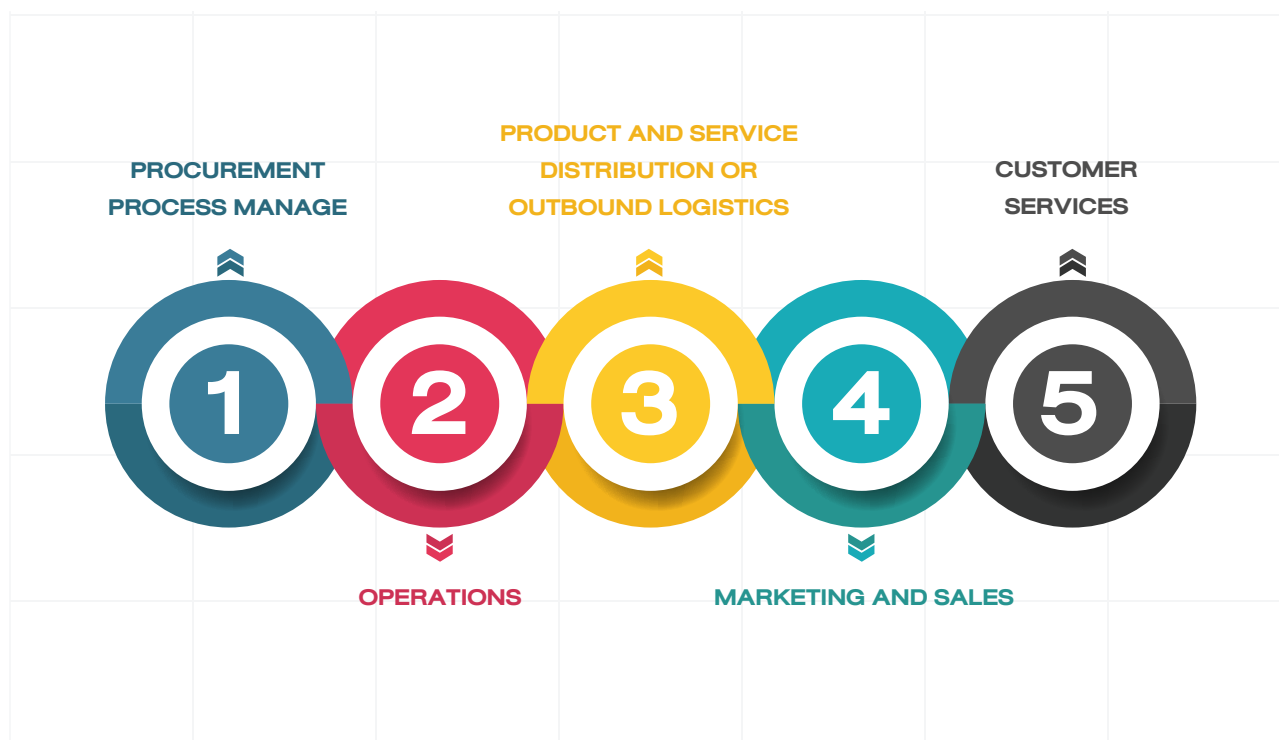 PROCUREMENT
PROCESS MANAGE
1
2
OPERATIONS
PRODUCT AND SERVICE
DISTRIBUTION OR
OUTBOUND LOGISTICS
3
4
MARKETING AND SALES
CUSTOMER
SERVICES
5